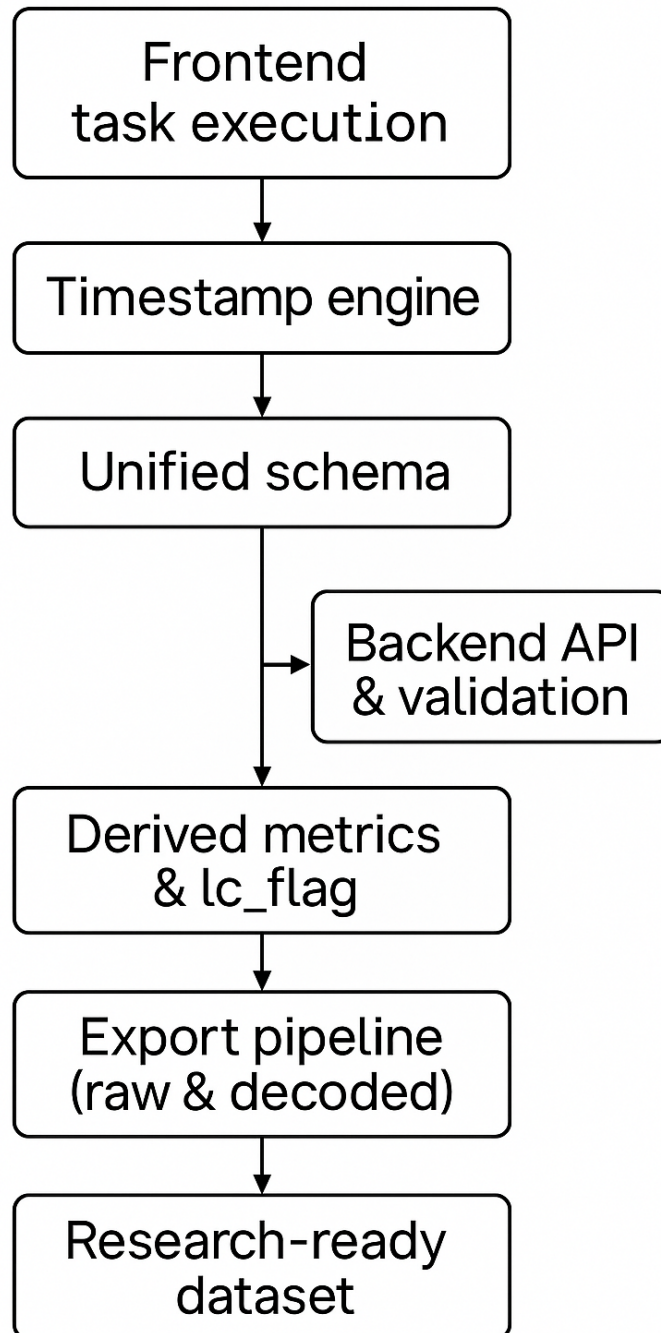 Frontend
task execution
Timestamp engine
Unified schema
Backend API
& validation
Derived metrics
& lc_flag
Export pipeline
(raw & decoded)
Research-ready
dataset